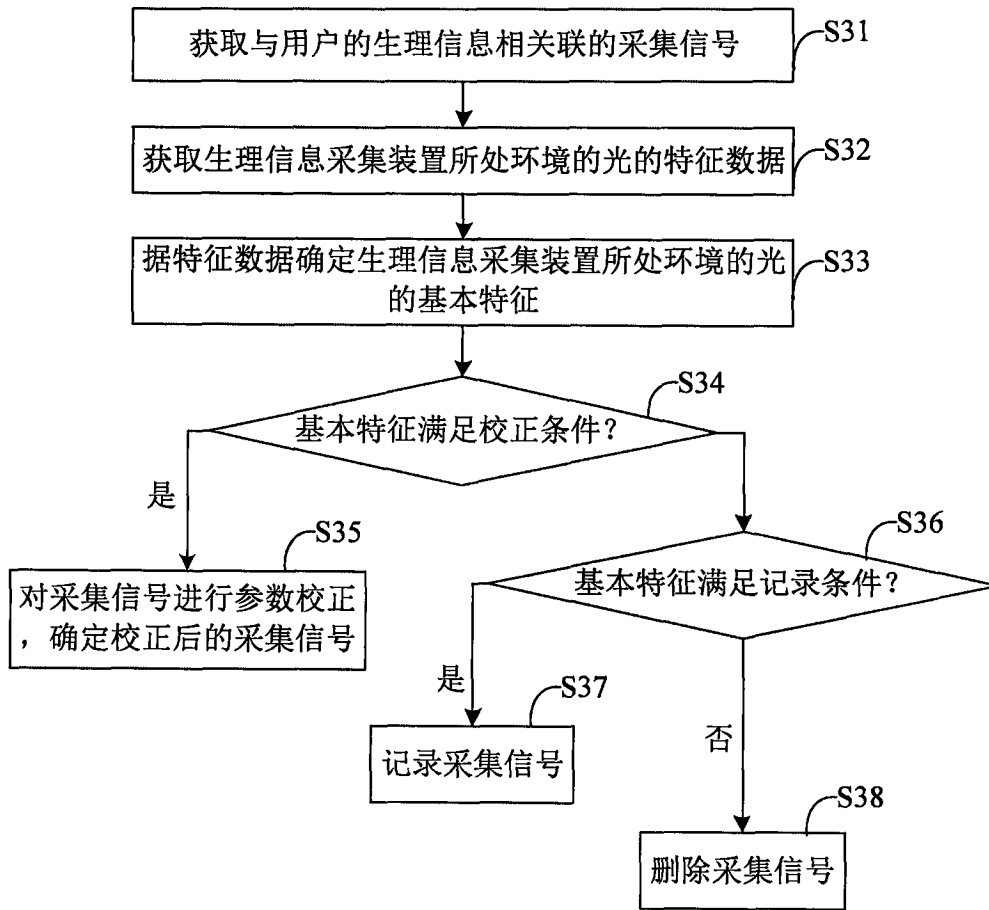 获取与用户的生理信息相关联的采集信号
S31
获取生理信息采集装置所处环境的光的特征数据
S32
据特征数据确定生理信息采集装置所处环境的光
的基本特征
S33
基本特征满足校正条件?
S34
是
对采集信号进行参数校正
，确定校正后的采集信号
S35
基本特征满足记录条件?
S36
是
记录采集信号
S37
否
删除采集信号
S38